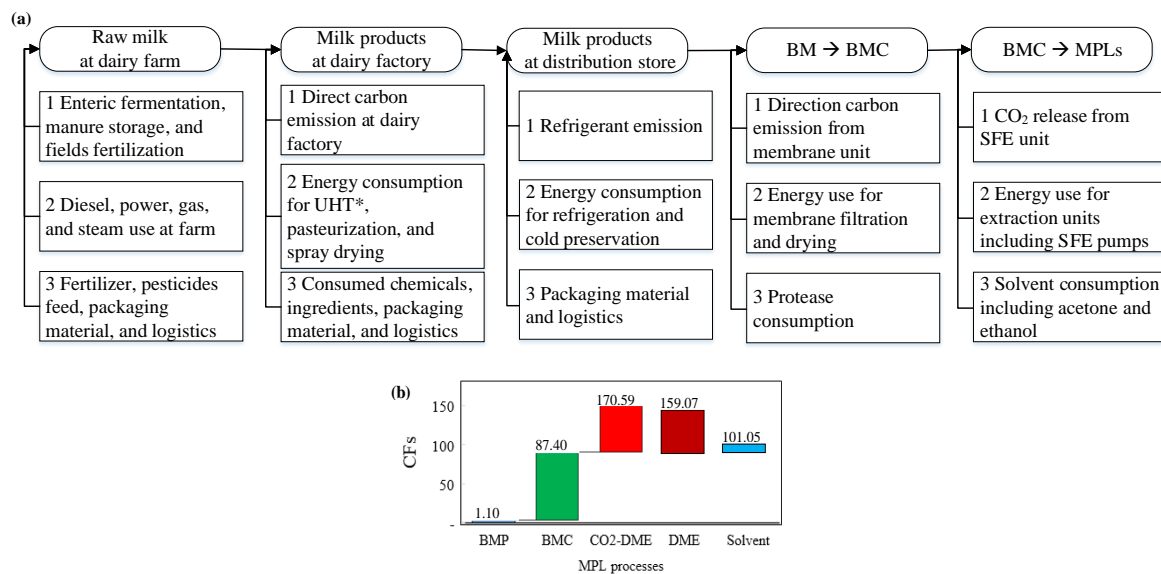 (a)
Raw milk
at dairy farm
Milk products
at dairy factory
Milk products
at distribution store
BM → BMC
BMC → MPLs
1 Enteric fermentation,
manure storage, and
fields fertilization
2 Diesel, power, gas,
and steam use at farm
3 Fertilizer, pesticides
feed, packaging
material, and logistics
1 Direct carbon
emission at dairy
factory
2 Energy consumption
for UHT*,
pasteurization, and
spray drying
3 Consumed chemicals,
ingredients, packaging
material, and logistics
1 Refrigerant emission
2 Energy consumption
for refrigeration and
cold preservation
3 Packaging material
and logistics
1 Direction carbon
emission from
membrane unit
2 Energy use for
membrane filtration
and drying
3 Protease
consumption
1 CO₂ release from
SFE unit
2 Energy use for
extraction units
including SFE pumps
3 Solvent consumption
including acetone and
ethanol
(b)
CFs
150
100
50
-
1.10
87.40
170.59
159.07
101.05
BMP
BMC
CO2-DME
DME
Solvent
MPL processes